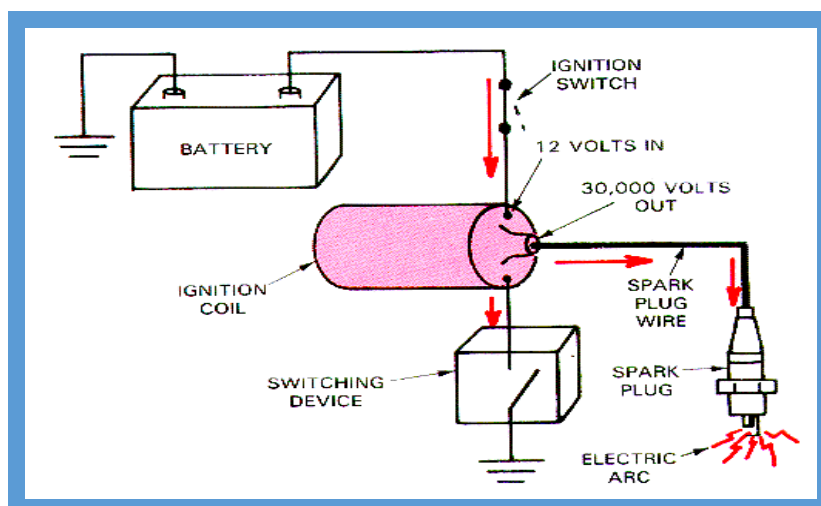 IGNITION
SWITCH
BATTERY
12 VOLTS IN
30,000 VOLTS
OUT
IGNITION
COIL
SPARK
PLUG
WIRE
SWITCHING
DEVICE
SPARK
PLUG
ELECTRIC
ARC